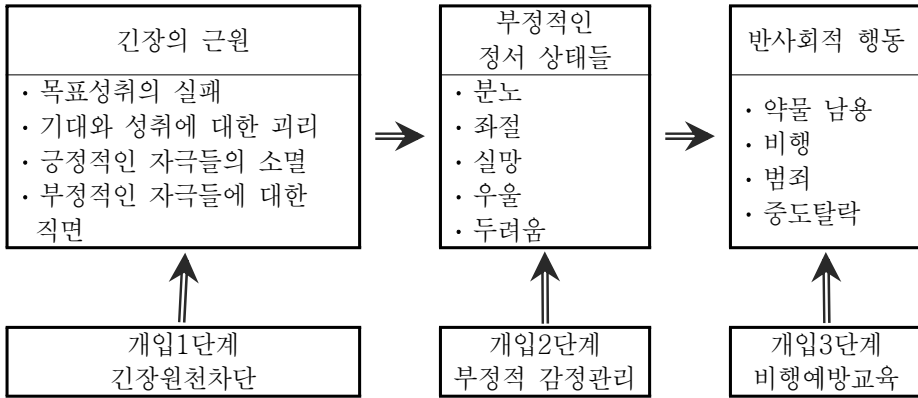 긴장의 근원
· 목표성취의 실패
· 기대와 성취에 대한 괴리
· 긍정적인 자극들의 소멸
· 부정적인 자극들에 대한
직면
부정적인
정서 상태들
· 분노
· 좌절
· 실망
· 우울
· 두려움
반사회적 행동
· 약물 남용
· 비행
· 범죄
· 중도탈락
개입1단계
긴장원천차단
개입2단계
부정적 감정관리
개입3단계
비행예방교육